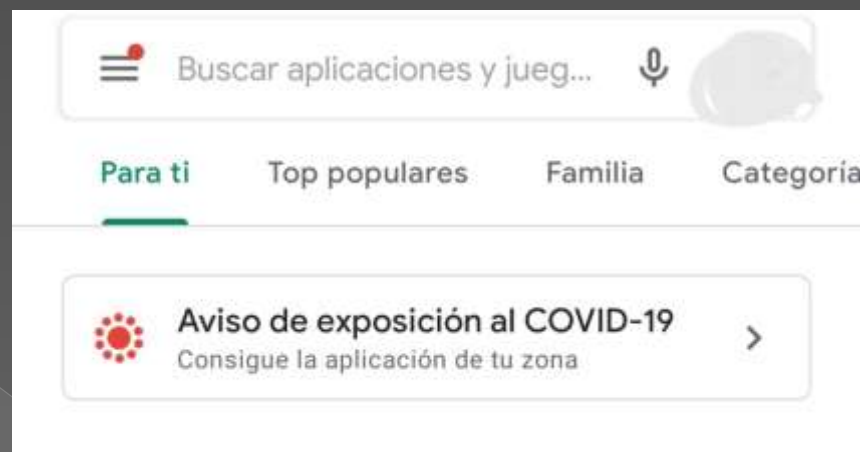 Buscar aplicaciones y jueg...
Para ti Top populares Familia Categoría
Aviso de exposición al COVID-19
Consigue la aplicación de tu zona